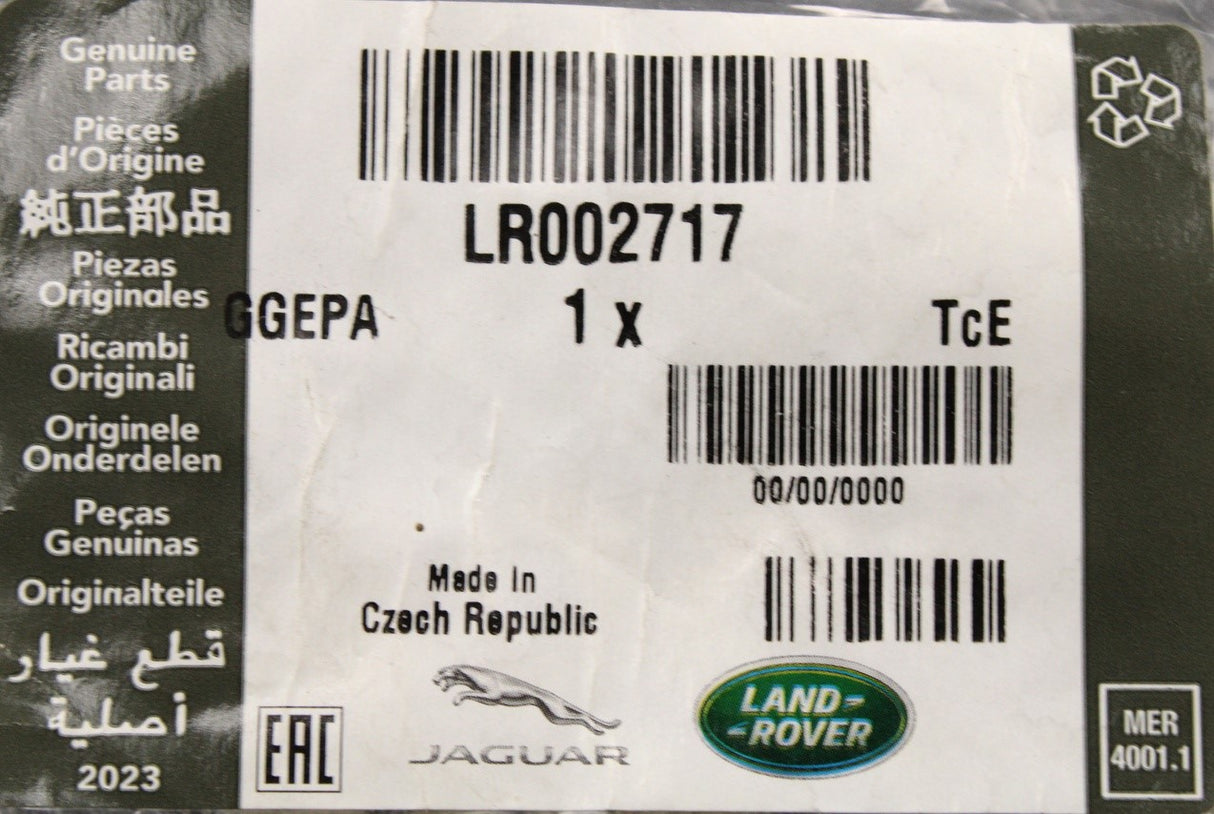 Genuine
Parts
Pièces
d'Origine
純正部品
Piezas
Originales
Ricambi
Originali
Originele
Onderdelen
Peças
Genuinas
Originalteile
قطع غيار
أصلية
2023
LR002717
GGEPA 1 x TcE
00/00/0000
Made In
Czech Republic
EAC
JAGUAR
LAND
ROVER
MER
4001.1